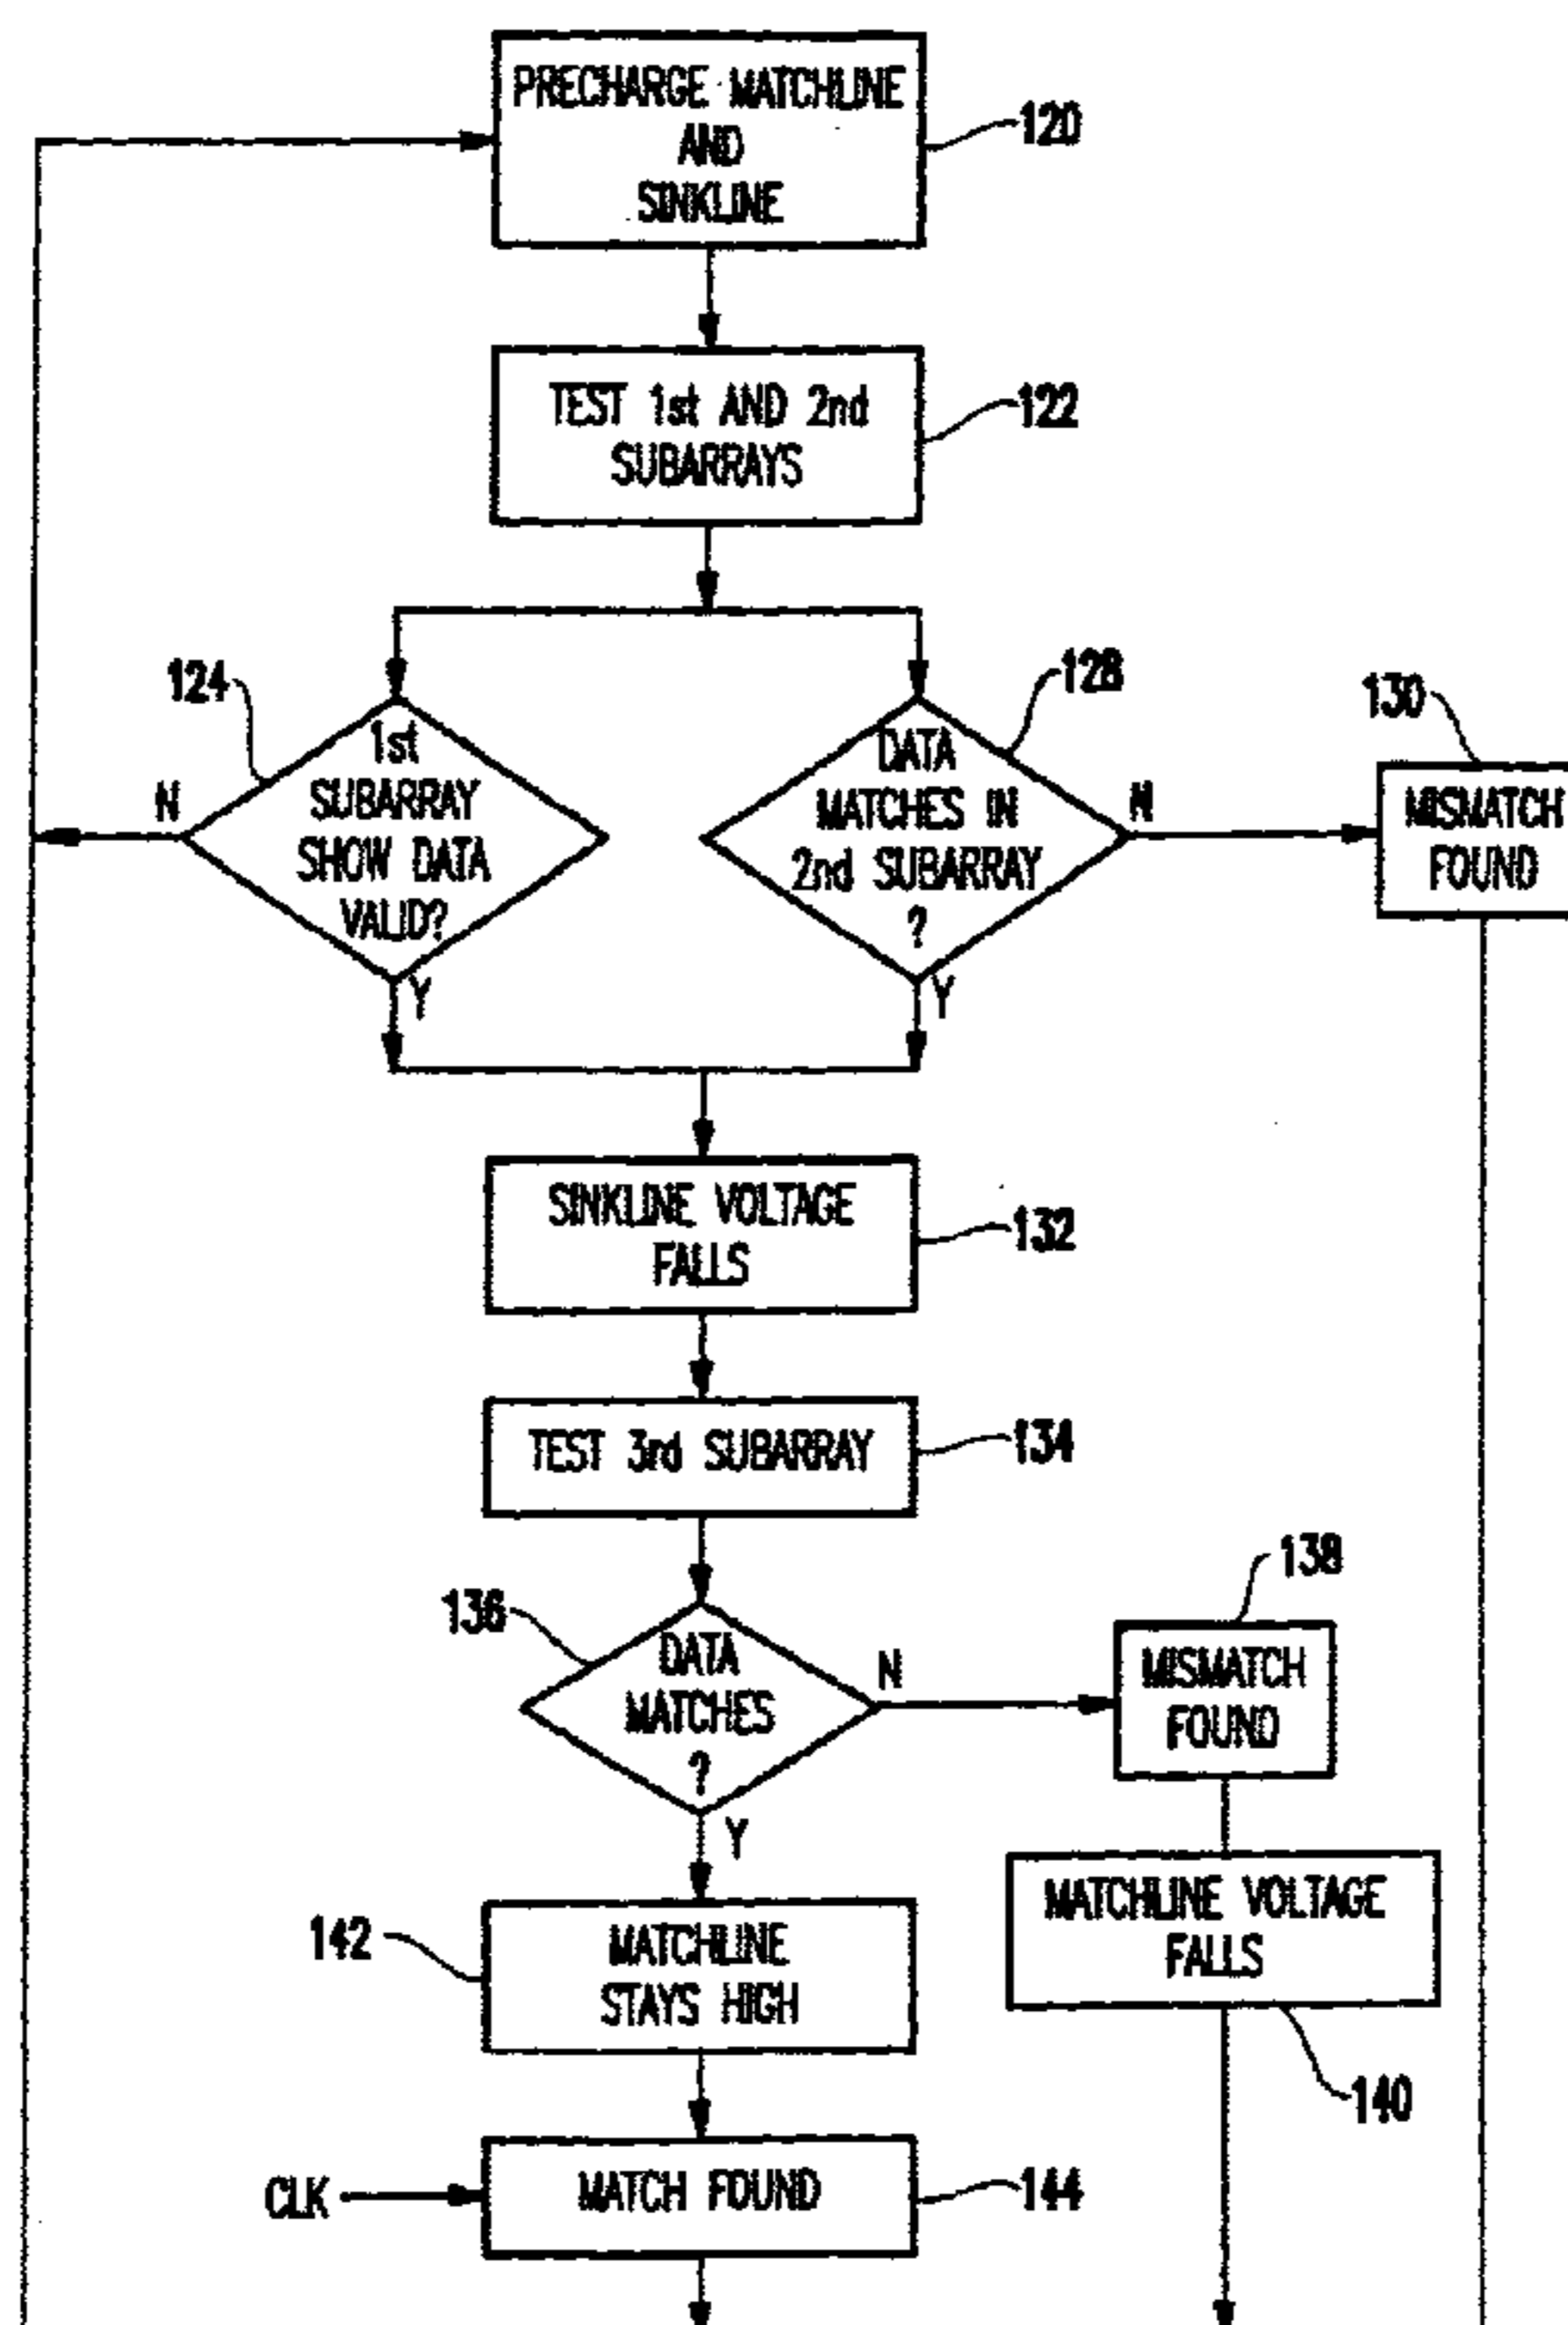 PRECHARGE MATCHLINE
AND
SINKLINE
120
TEST 1st AND 2nd
SUBARRAYS
122
124
1st
SUBARRAY
SHOW DATA
VALID?
N
Y
128
DATA
MATCHES IN
2nd SUBARRAY
?
N
Y
130
MISMATCH
FOUND
SINKLINE VOLTAGE
FALLS
132
TEST 3rd SUBARRAY
134
136
DATA
MATCHES
?
N
Y
138
MISMATCH
FOUND
MATCHLINE VOLTAGE
FALLS
140
142
MATCHLINE
STAYS HIGH
CLK
MATCH FOUND
144